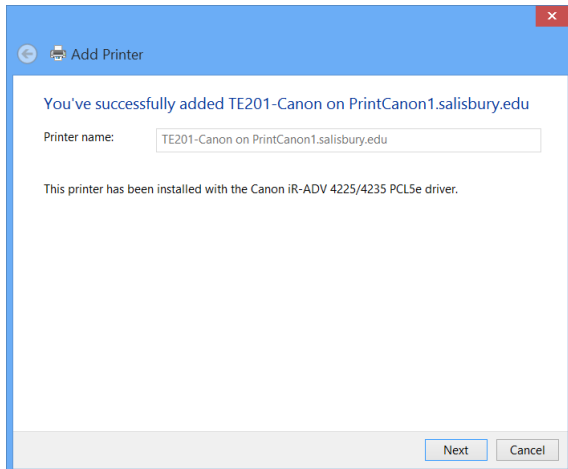 Add Printer
You've successfully added TE201-Canon on PrintCanon1.salisbury.edu
Printer name: TE201-Canon on PrintCanon1.salisbury.edu
This printer has been installed with the Canon iR-ADV 4225/4235 PCL5e driver.
Next Cancel